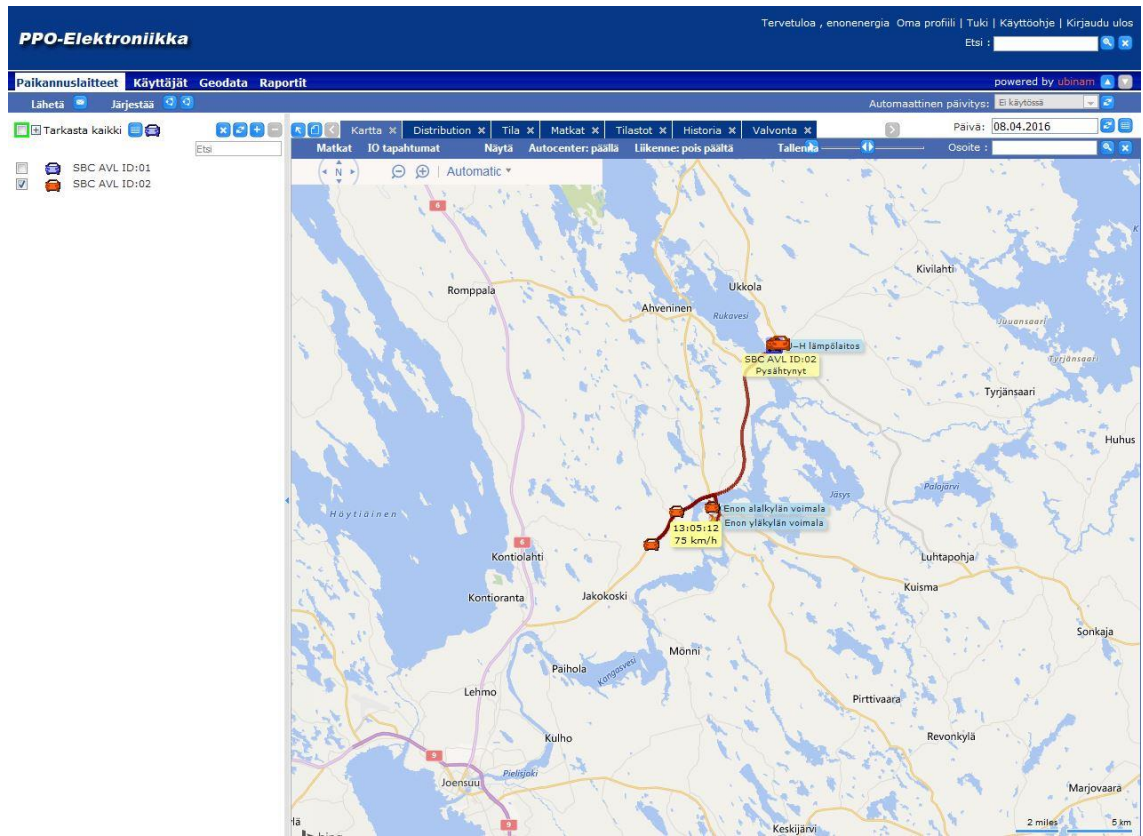 Tervetuloa , enonenergia Oma profiili | Tuki | Käyttöohje | Kirjaudu ulos
PPO-Elektroniikka
Etsi :
Paikannuslaitteet Käyttäjät Geodata Raportit
powered by ubinam
Lähetä Järjestää
Automaattinen päivitys: Ei käytössä
Tarkasta kaikki
Kartta Distribution Tila Matkat Tilastot Historia Valvonta
Päivä: 08.04.2016
Etsi
Matkat IO tapahtumat Näytä Autocenter: päällä Liikenne: pois päältä
Osoite :
SBC AVL ID:01
SBC AVL ID:02
N Automatic
6
Kivilahti
Romppala
Ukkola
Ahveninen
Rukavesi
Juuansaari
-H lämpölaitos
SBC AVL ID:02
Pysähtynyt
Tyrjänsaari
Tyrjänsaari
Huhus
Palojärvi
Jäsys
Höytiäinen
Enon alalkylän voimala
Enon yläkylän voimala
13:05:12
75 km/h
6
Kontiolahti
Luhtapohja
Kuisma
Kontioranta
Jakokoski
Sonkaja
Mönni
Paihola
Kangasvesi
Lehmo
Pirttivaara
Kulho
Revonkylä
9
Pielisjoki
Joensuu
Marjovaara
9
Keskijärvi
2 miles 5 km